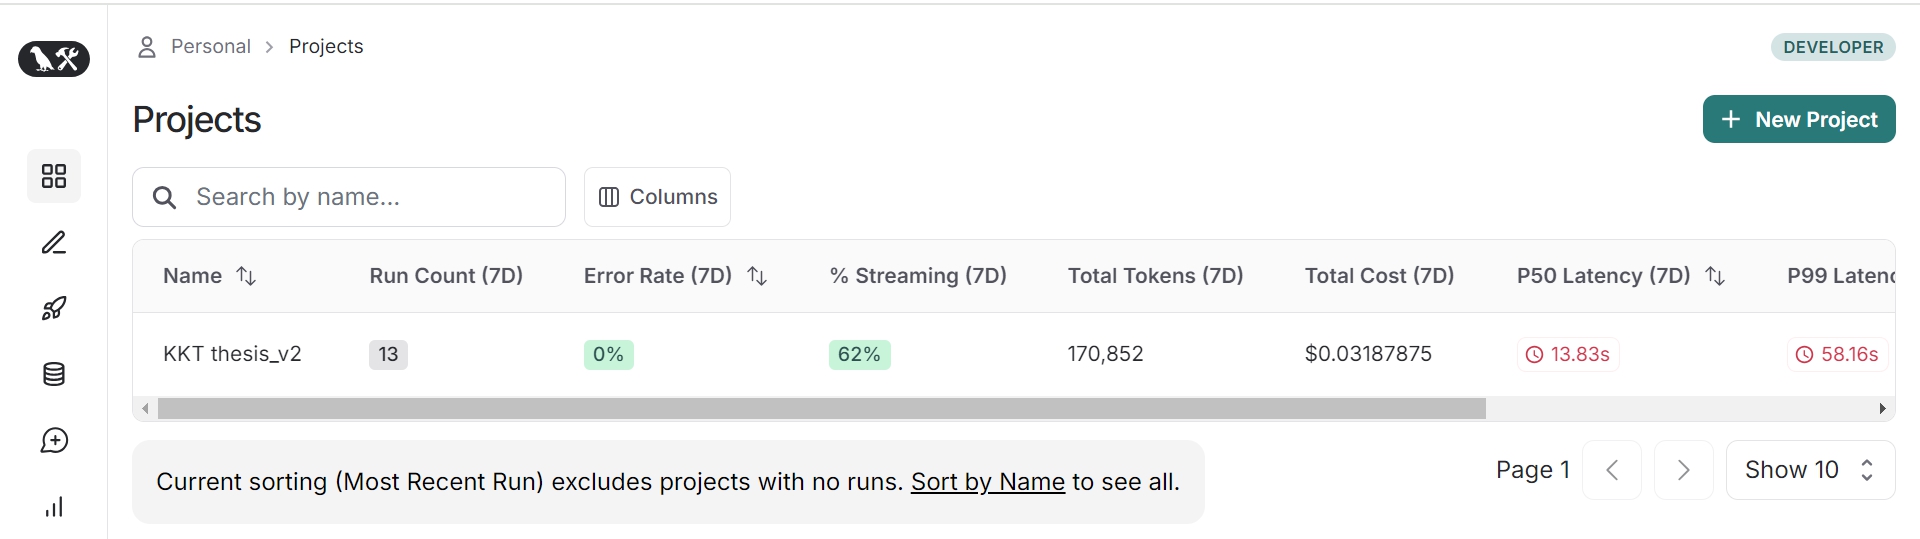 Personal > Projects
DEVELOPER
Projects
+ New Project
Search by name...
Columns
Name Run Count (7D) Error Rate (7D) % Streaming (7D) Total Tokens (7D) Total Cost (7D) P50 Latency (7D) P99 Latenc
KKT thesis_v2 13 0% 62% 170,852 $0.03187875 13.83s 58.16s
Current sorting (Most Recent Run) excludes projects with no runs. Sort by Name to see all.
Page 1
Show 10